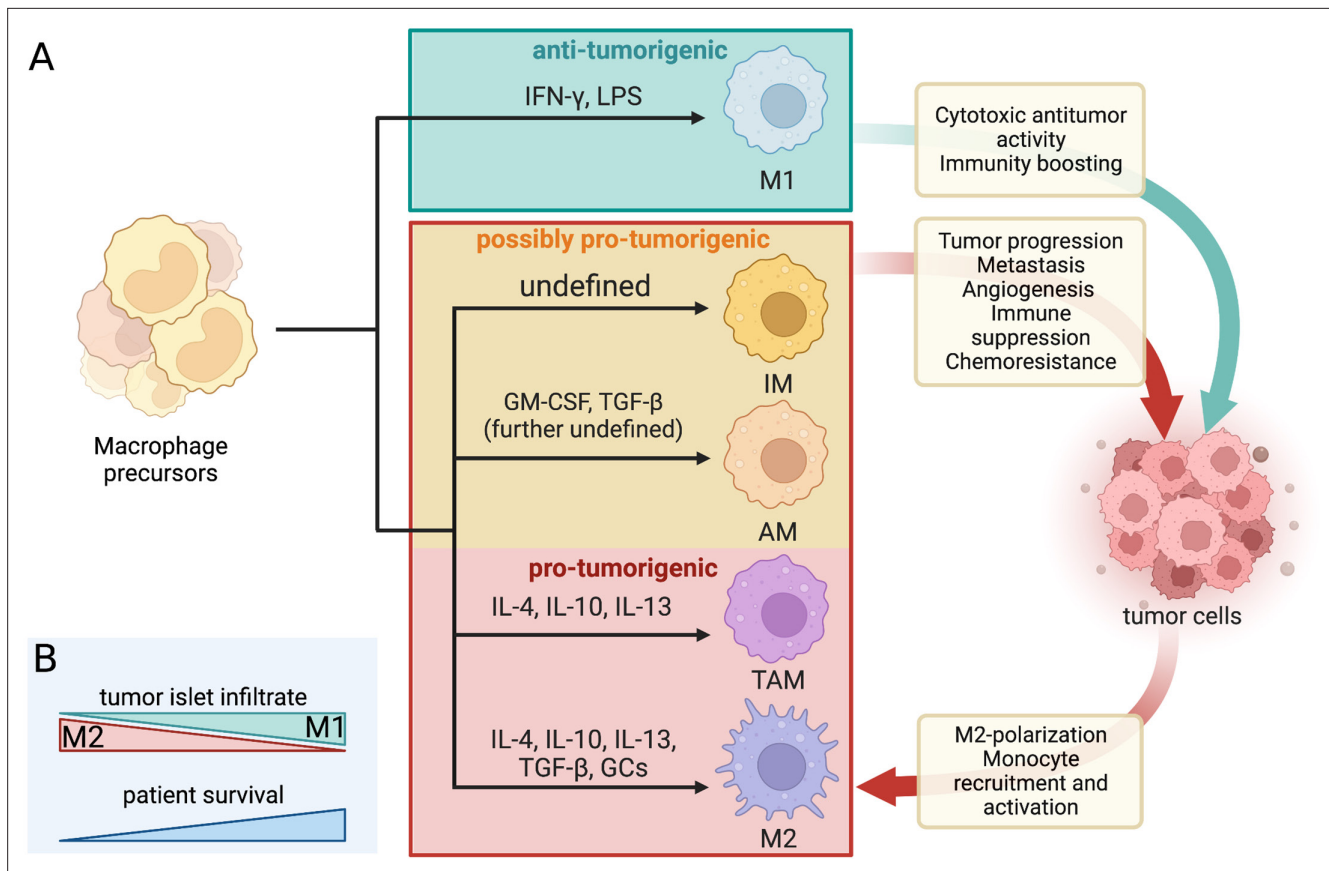 A
anti-tumorigenic
IFN-γ, LPS
M1
Cytotoxic antitumor
activity
Immunity boosting
possibly pro-tumorigenic
undefined
IM
Tumor progression
Metastasis
Angiogenesis
Immune
suppression
Chemoresistance
Macrophage
precursors
GM-CSF, TGF-β
(further undefined)
AM
pro-tumorigenic
IL-4, IL-10, IL-13
TAM
tumor cells
IL-4, IL-10, IL-13,
TGF-β, GCs
M2
M2-polarization
Monocyte
recruitment and
activation
B
tumor islet infiltrate
M2
M1
patient survival